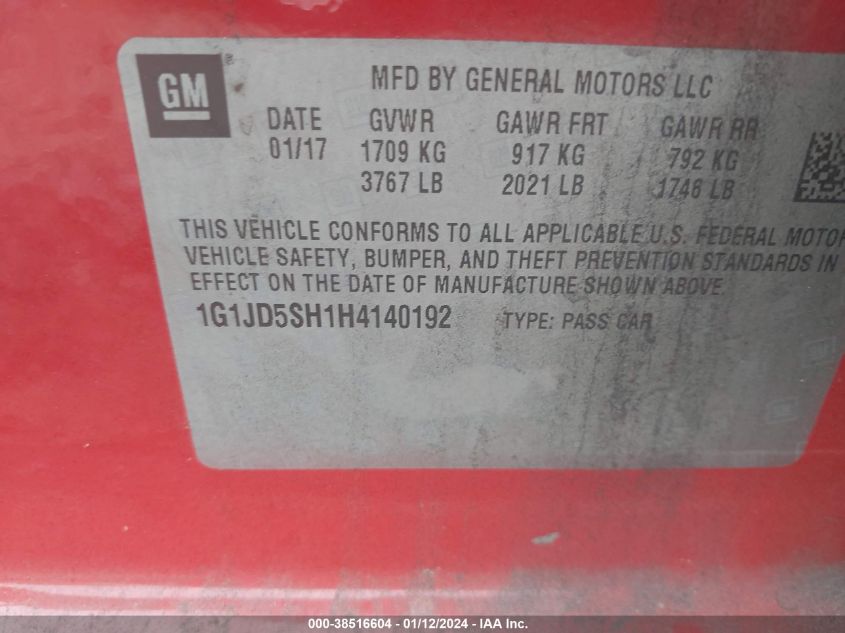 GM
MFD BY GENERAL MOTORS LLC
DATE GVWR GAWR FRT GAWR RR
01/17 1709 KG 917 KG 792 KG
3767 LB 2021 LB 1746 LB
THIS VEHICLE CONFORMS TO ALL APPLICABLE U.S. FEDERAL MOTOR
VEHICLE SAFETY, BUMPER, AND THEFT PREVENTION STANDARDS IN
EFFECT ON THE DATE OF MANUFACTURE SHOWN ABOVE.
1G1JD5SH1H4140192 TYPE: PASS CAR
000-38516604 - 01/12/2024 - IAA Inc.